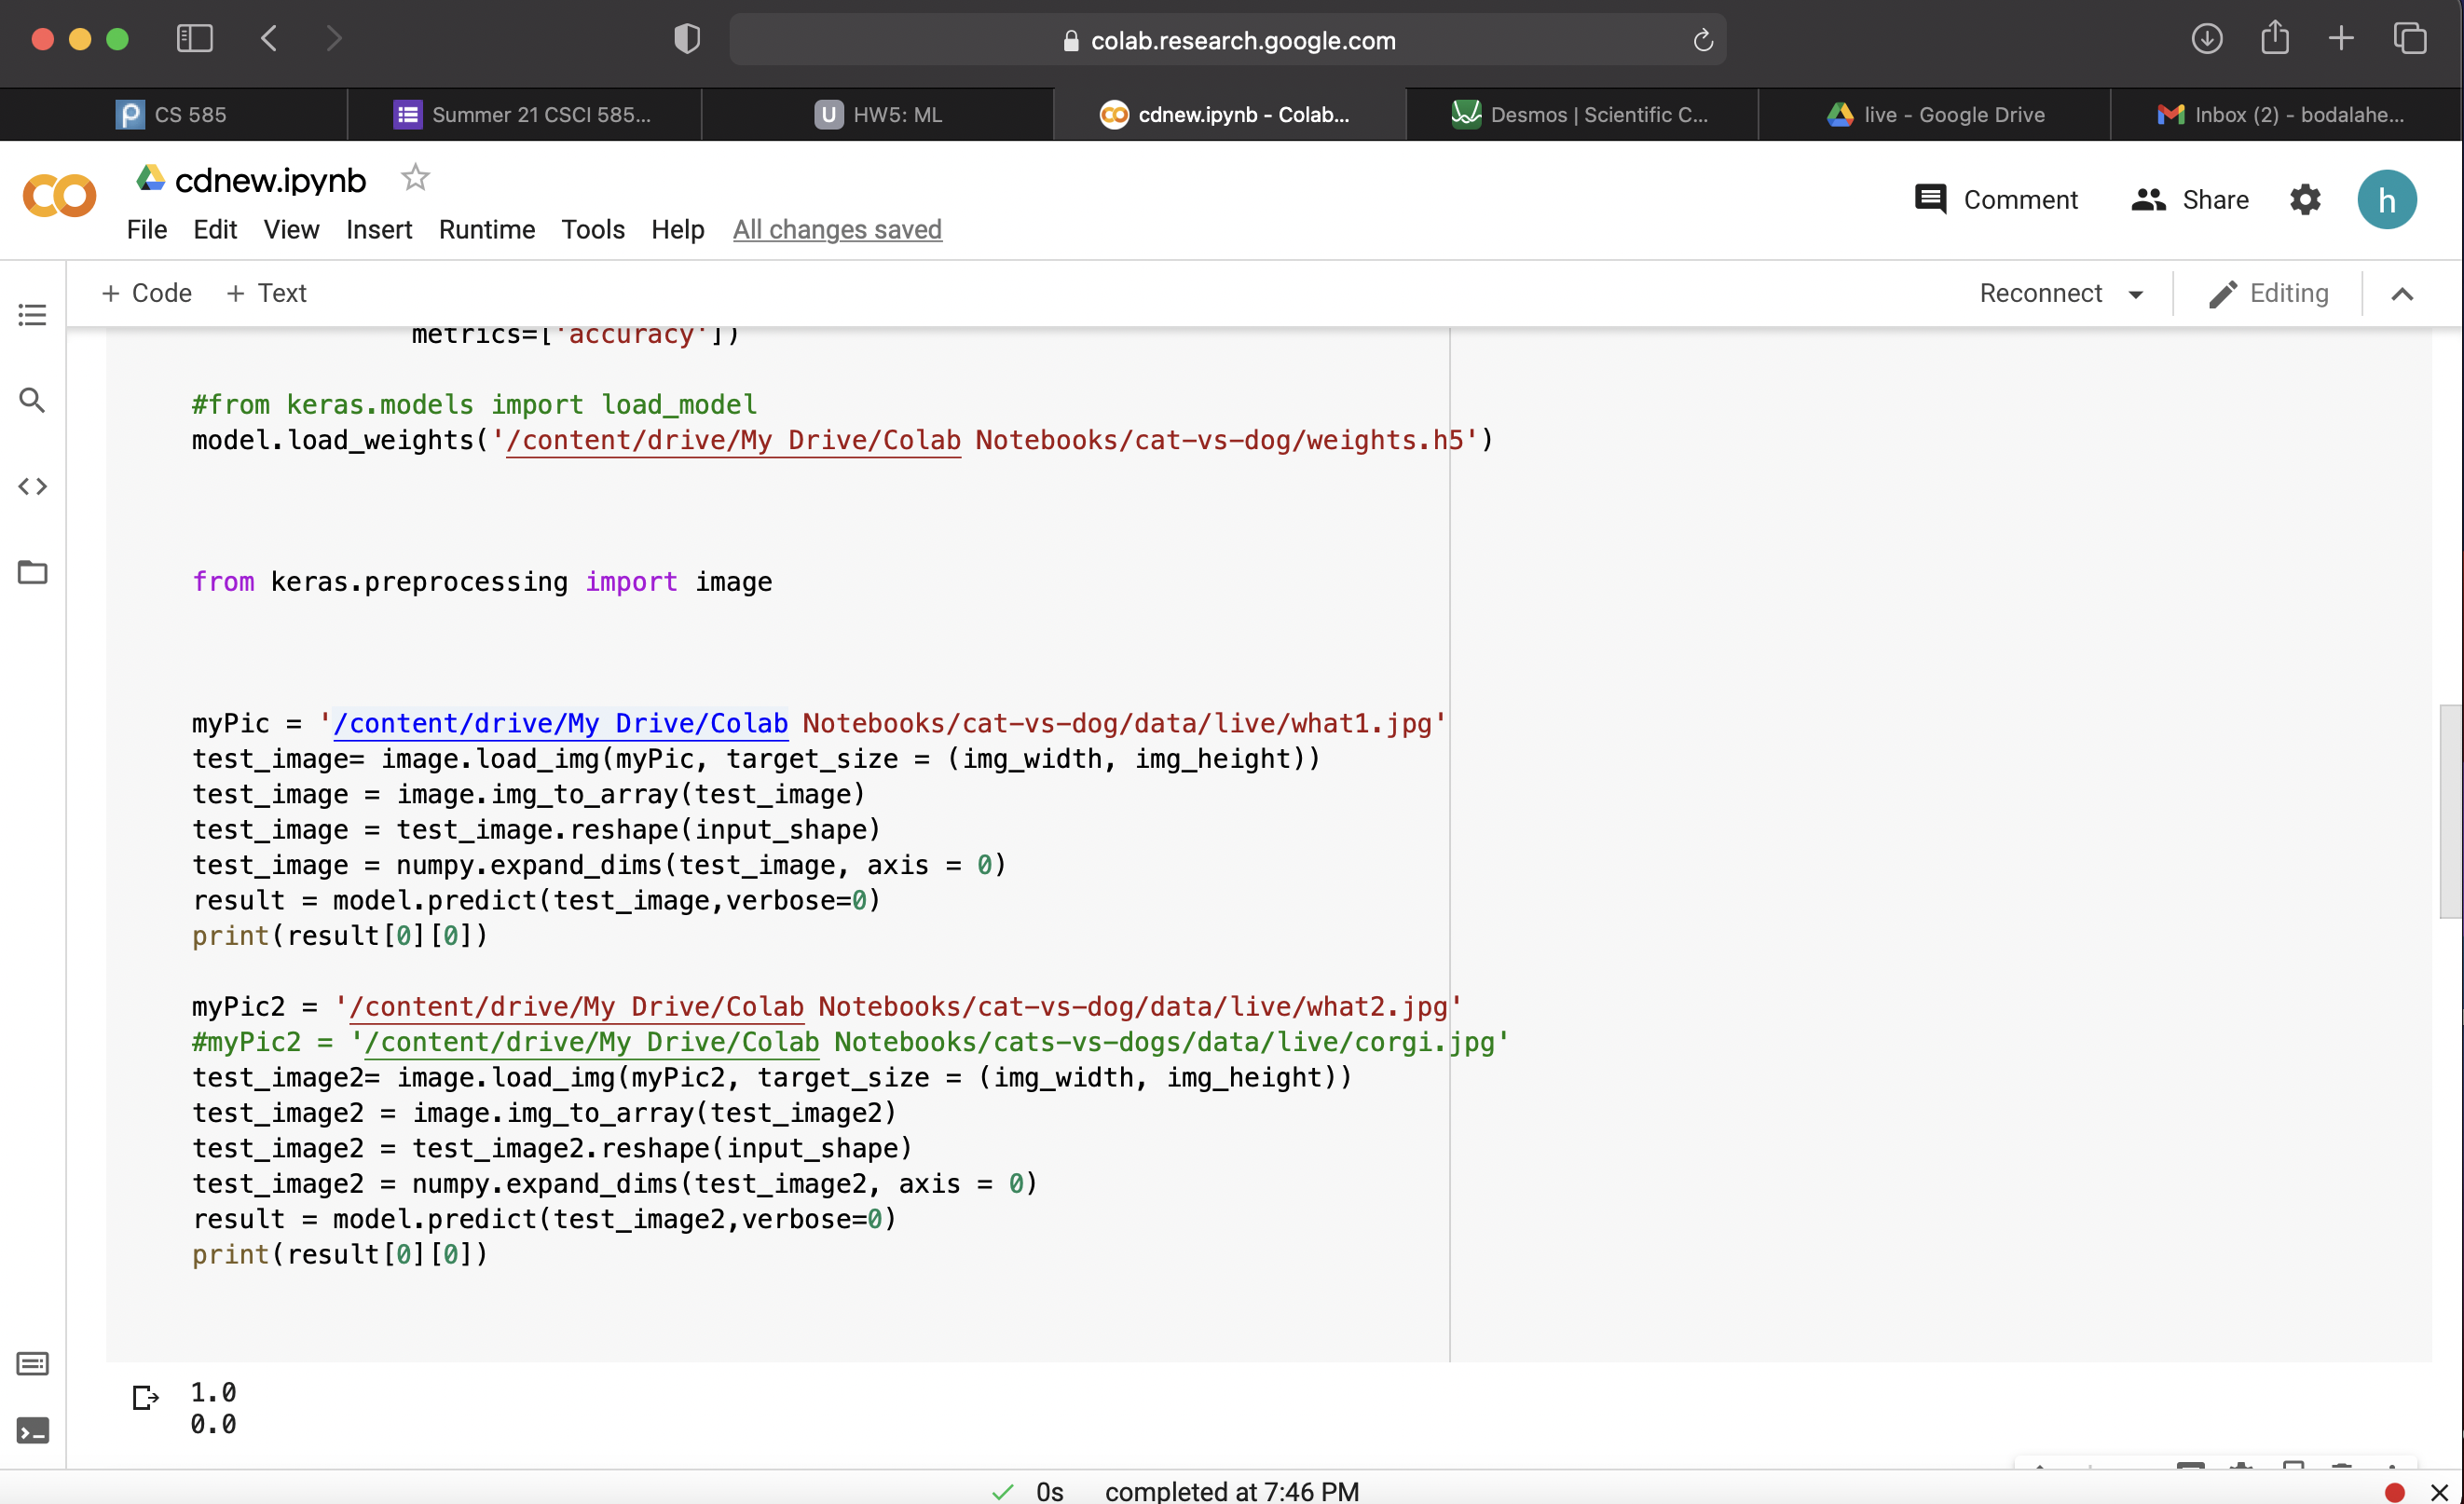 colab.research.google.com
CS 585
Summer 21 CSCI 585...
U HW5: ML
cdnew.ipynb - Colab...
Desmos | Scientific C...
live - Google Drive
Inbox (2) - bodalahe...
cdnew.ipynb
Comment
Share
h
File Edit View Insert Runtime Tools Help All changes saved
+ Code + Text
Reconnect
Editing
metrics=['accuracy'])
#from keras.models import load_model
model.load_weights('/content/drive/My Drive/Colab Notebooks/cat-vs-dog/weights.h5')
from keras.preprocessing import image
myPic = '/content/drive/My Drive/Colab Notebooks/cat-vs-dog/data/live/what1.jpg'
test_image= image.load_img(myPic, target_size = (img_width, img_height))
test_image = image.img_to_array(test_image)
test_image = test_image.reshape(input_shape)
test_image = numpy.expand_dims(test_image, axis = 0)
result = model.predict(test_image,verbose=0)
print(result[0][0])
myPic2 = '/content/drive/My Drive/Colab Notebooks/cat-vs-dog/data/live/what2.jpg'
#myPic2 = '/content/drive/My Drive/Colab Notebooks/cats-vs-dogs/data/live/corgi.jpg'
test_image2= image.load_img(myPic2, target_size = (img_width, img_height))
test_image2 = image.img_to_array(test_image2)
test_image2 = test_image2.reshape(input_shape)
test_image2 = numpy.expand_dims(test_image2, axis = 0)
result = model.predict(test_image2,verbose=0)
print(result[0][0])
1.0
0.0
0s completed at 7:46 PM